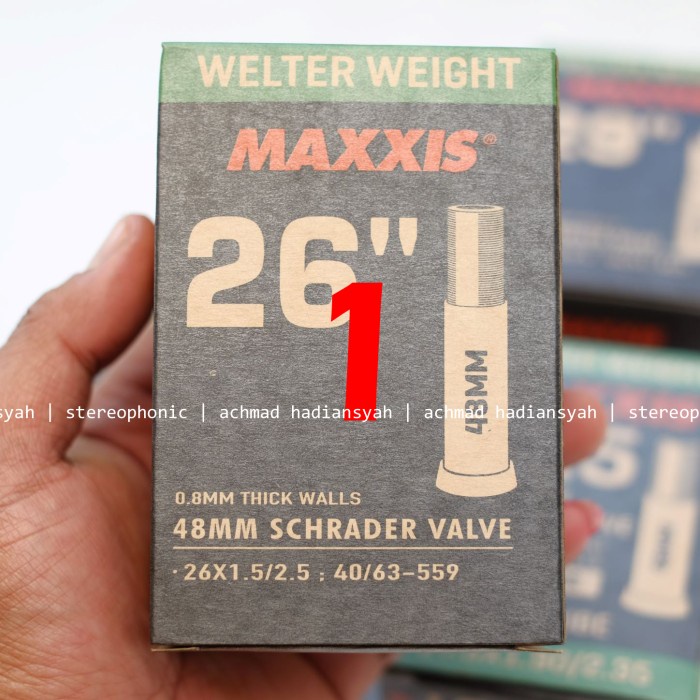 WELTER WEIGHT
MAXXIS®
26"
1
48MM
syah | stereophonic | achmad hadiansyah | achmad hadiansyah | stereop
0.8MM THICK WALLS
48MM SCHRADER VALVE
·26X1.5/2.5 ; 40/63-559
29"